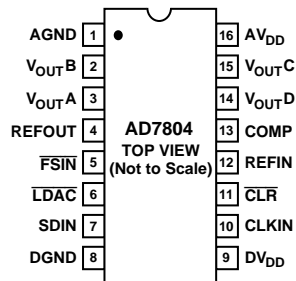 AGND 1 16 AVDD
VOUTB 2 15 VOUTC
VOUTA 3 14 VOUTD
REFOUT 4 AD7804 13 COMP
TOP VIEW
FSIN 5 (Not to Scale) 12 REFIN
LDAC 6 11 CLR
SDIN 7 10 CLKIN
DGND 8 9 DVDD